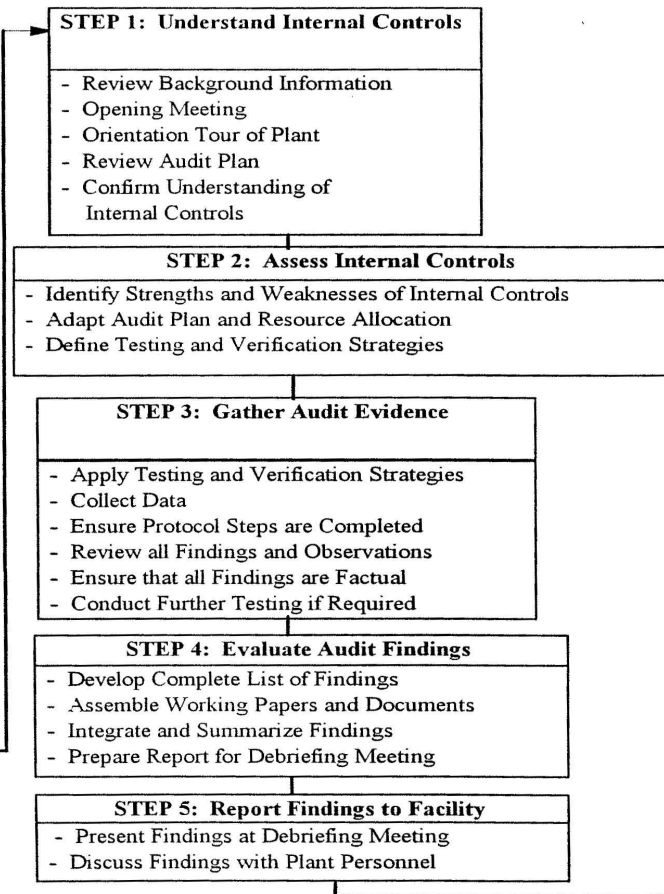 STEP 1: Understand Internal Controls
- Review Background Information
- Opening Meeting
- Orientation Tour of Plant
- Review Audit Plan
- Confirm Understanding of
Internal Controls
STEP 2: Assess Internal Controls
- Identify Strengths and Weaknesses of Internal Controls
- Adapt Audit Plan and Resource Allocation
- Define Testing and Verification Strategies
STEP 3: Gather Audit Evidence
- Apply Testing and Verification Strategies
- Collect Data
- Ensure Protocol Steps are Completed
- Review all Findings and Observations
- Ensure that all Findings are Factual
- Conduct Further Testing if Required
STEP 4: Evaluate Audit Findings
- Develop Complete List of Findings
- Assemble Working Papers and Documents
- Integrate and Summarize Findings
- Prepare Report for Debriefing Meeting
STEP 5: Report Findings to Facility
- Present Findings at Debriefing Meeting
- Discuss Findings with Plant Personnel